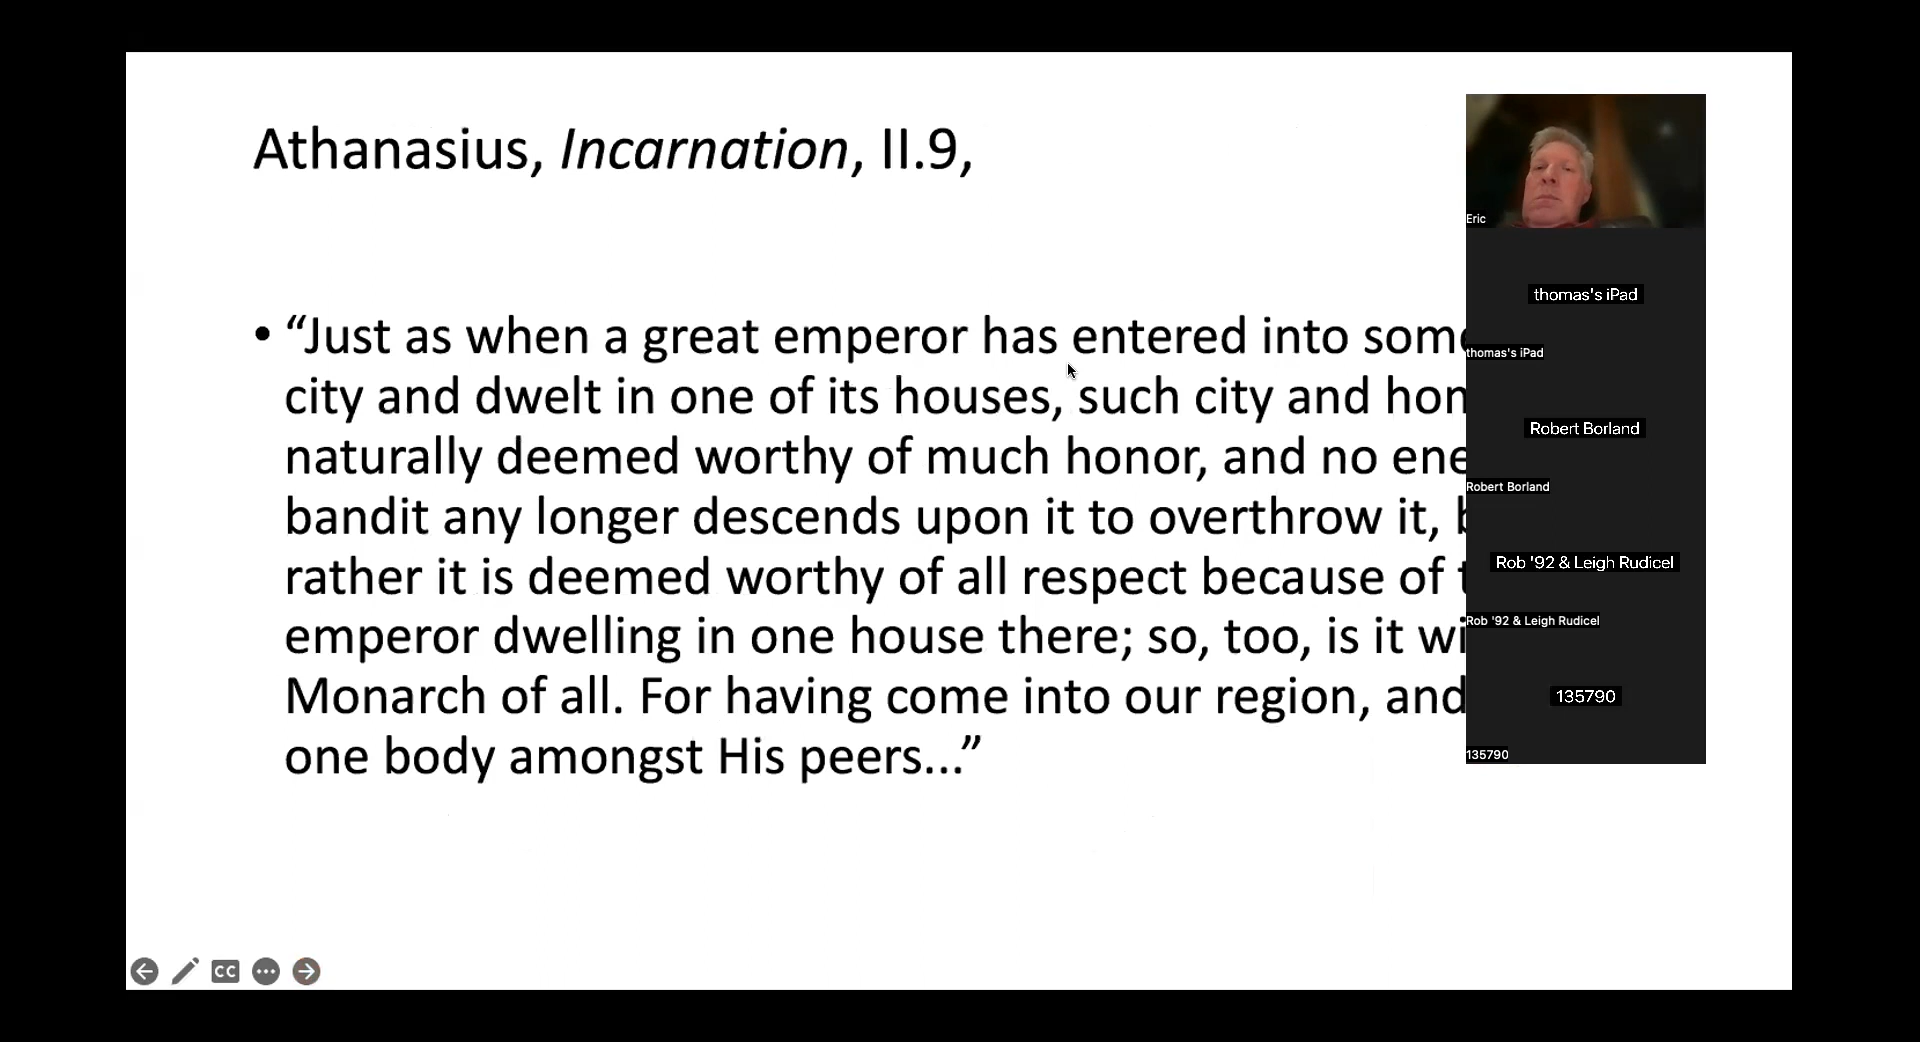 Athanasius, Incarnation, II.9,
• “Just as when a great emperor has entered into some
city and dwelt in one of its houses, such city and
naturally deemed worthy of much honor, and no
bandit any longer descends upon it to overthrow it,
rather it is deemed worthy of all respect because of
emperor dwelling in one house there; so, too, is it
Monarch of all. For having come into our region, and
one body amongst His peers...”
Eric
thomas's iPad
thomas's iPad
Robert Borland
Robert Borland
Rob '92 & Leigh Rudicel
Rob '92 & Leigh Rudicel
135790
135790
CC